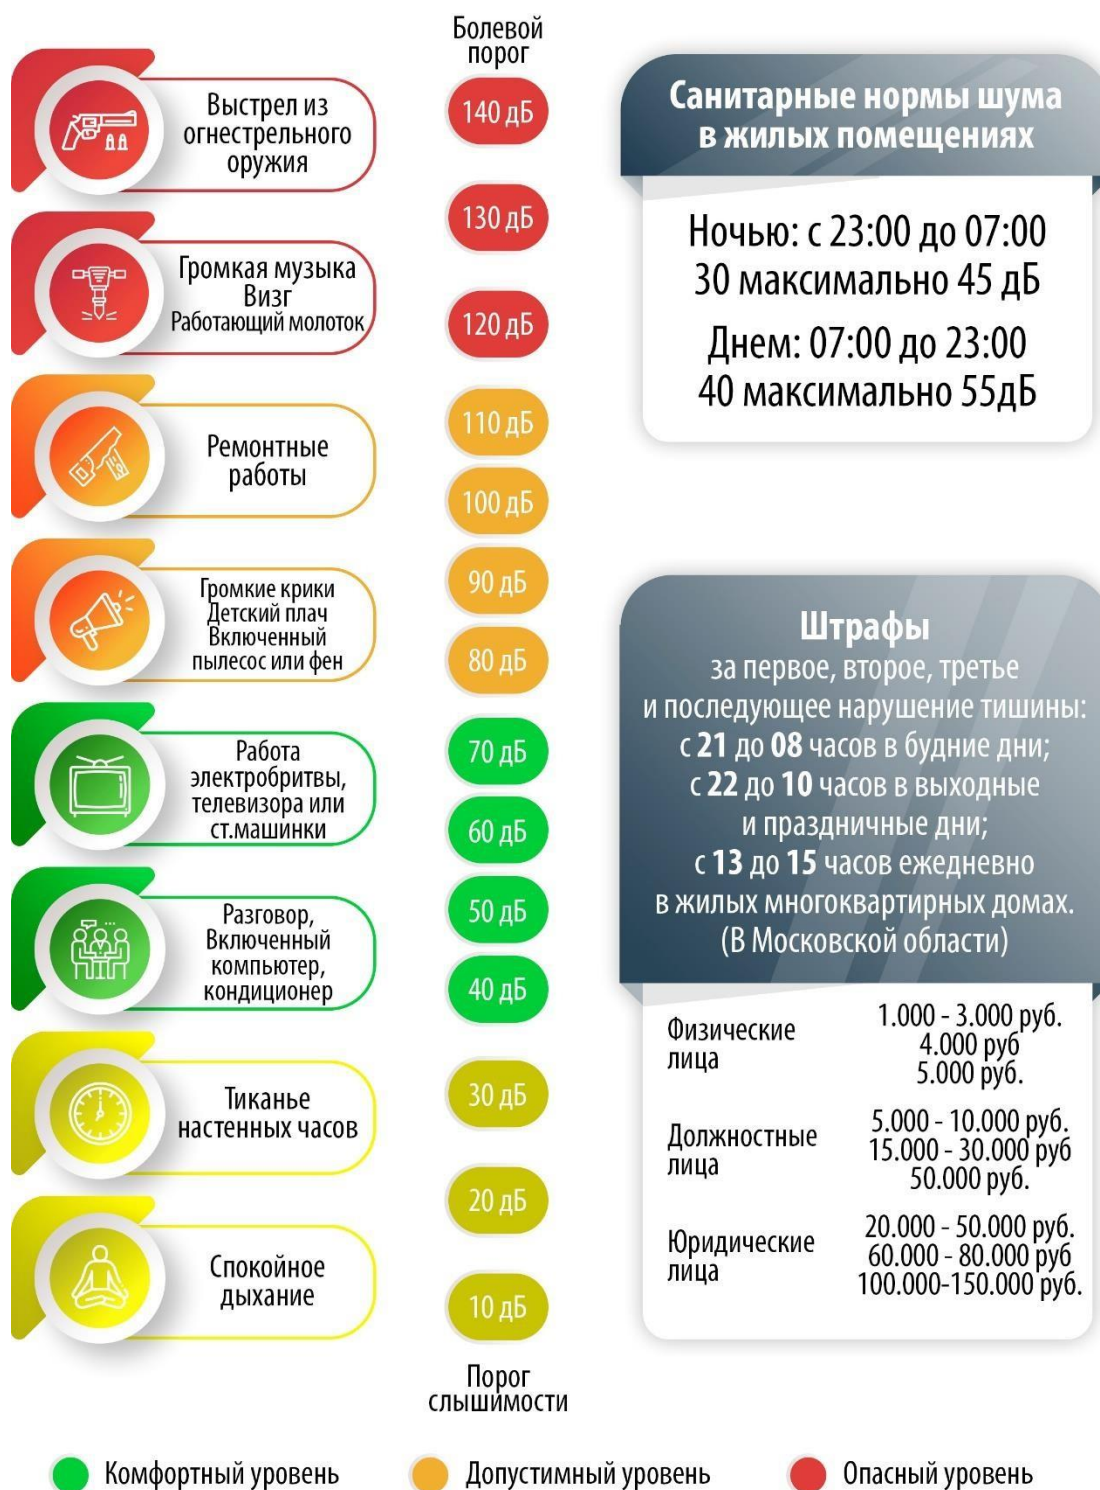 Болевой
порог
Выстрел из
огнестрельного
оружия
Громкая музыка
Визг
Работающий молоток
Ремонтные
работы
Громкие крики
Детский плач
Включенный
пылесос или фен
Работа
электробритвы,
телевизора или
ст.машинки
Разговор,
Включенный
компьютер,
кондиционер
Тиканье
настенных часов
Спокойное
дыхание
140 дБ
130 дБ
120 дБ
110 дБ
100 дБ
90 дБ
80 дБ
70 дБ
60 дБ
50 дБ
40 дБ
30 дБ
20 дБ
10 дБ
Порог
слышимости
Санитарные нормы шума
в жилых помещениях
Ночью: с 23:00 до 07:00
30 максимально 45 дБ
Днем: 07:00 до 23:00
40 максимально 55дБ
Штрафы
за первое, второе, третье
и последующее нарушение тишины:
с 21 до 08 часов в будние дни;
с 22 до 10 часов в выходные
и праздничные дни;
с 13 до 15 часов ежедневно
в жилых многоквартирных домах.
(В Московской области)
Физические
лица
1.000 - 3.000 руб.
4.000 руб
5.000 руб.
Должностные
лица
5.000 - 10.000 руб.
15.000 - 30.000 руб
50.000 руб.
Юридические
лица
20.000 - 50.000 руб.
60.000 - 80.000 руб
100.000-150.000 руб.
Комфортный уровень
Допустимный уровень
Опасный уровень